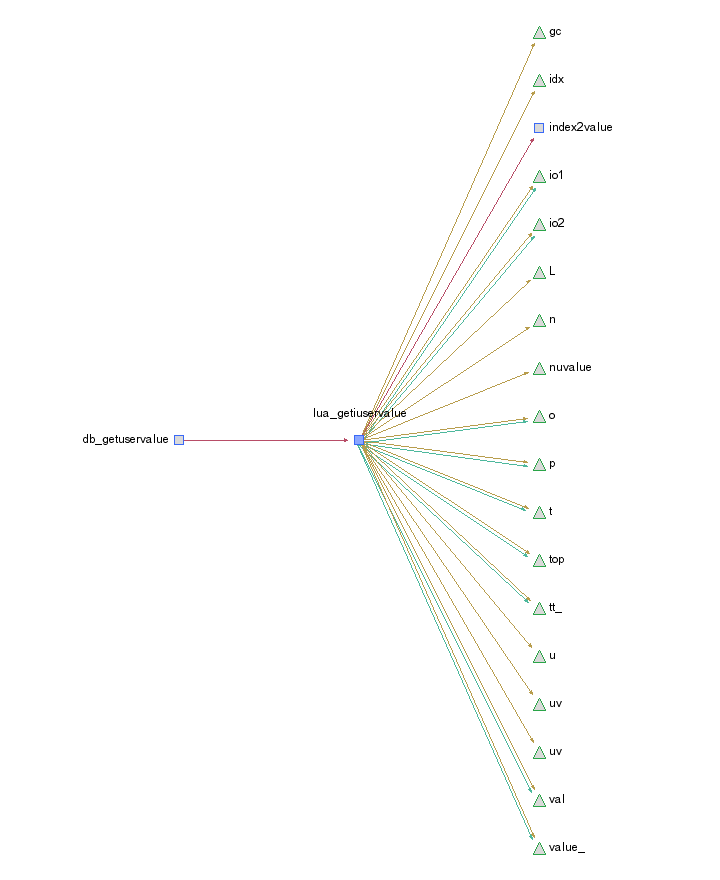 gc
idx
index2value
io1
io2
L
n
nuvalue
lua_getiuservalue
o
db_getuservalue
p
t
top
tt_
u
uv
uv
val
value_